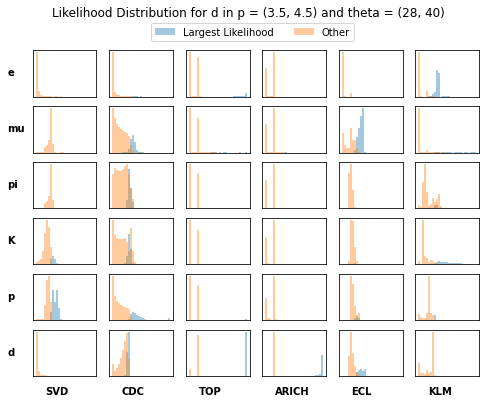 Likelihood Distribution for d in p = (3.5, 4.5) and theta = (28, 40)
Largest Likelihood Other
e
mu
pi
K
p
d
SVD CDC TOP ARICH ECL KLM